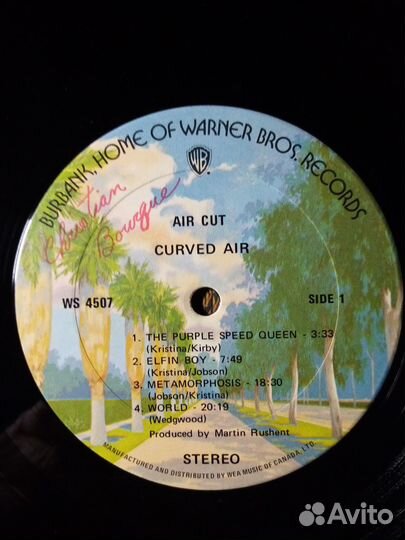 BURBANK, HOME OF WARNER BROS. RECORDS
WB
Christian
Bourque
AIR CUT
CURVED AIR
WS 4507
SIDE 1
1. THE PURPLE SPEED QUEEN - 3:33
(Kristina/Kirby)
2. ELFIN BOY - 7:49
(Kristina/Jobson)
3. METAMORPHOSIS - 18:30
(Jobson/Kristina)
4. WORLD - 20:19
(Wedgwood)
Produced by Martin Rushent
STEREO
MANUFACTURED AND DISTRIBUTED BY WEA MUSIC OF CANADA, LTD.
Avito